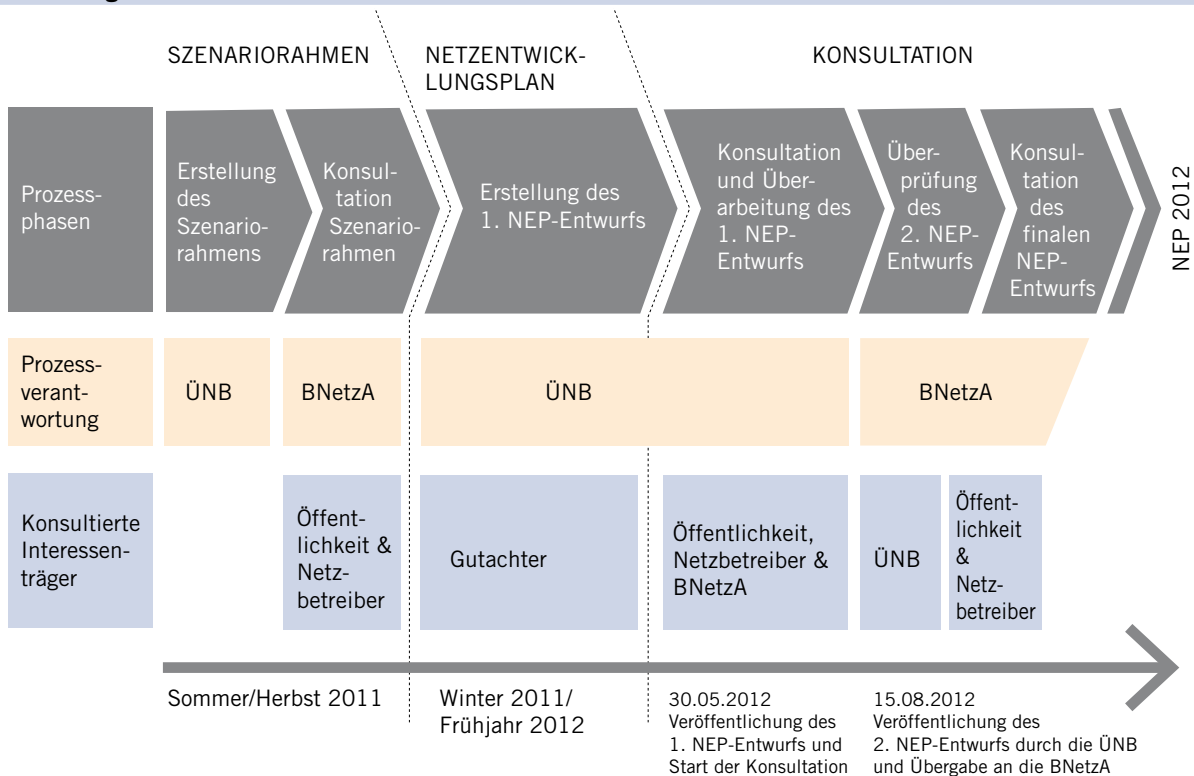 SZENARIORAHMEN
NETZENTWICK-
LUNGSPLAN
KONSULTATION
Prozess-
phasen
Erstellung
des
Szenario-
rahmens
Konsul-
tation
Szenario-
rahmen
Erstellung des
1. NEP-Entwurfs
Konsultation
und Über-
arbeitung des
1. NEP-
Entwurfs
Über-
prüfung
des
2. NEP-
Entwurfs
Konsul-
tation
des
finalen
NEP-
Entwurfs
NEP 2012
Prozess-
verant-
wortung
ÜNB
BNetzA
ÜNB
BNetzA
Konsultierte
Interessen-
träger
Öffent-
lichkeit &
Netz-
betreiber
Gutachter
Öffentlichkeit,
Netzbetreiber &
BNetzA
ÜNB
Öffent-
lichkeit
&
Netz-
betreiber
Sommer/Herbst 2011
Winter 2011/
Frühjahr 2012
30.05.2012
Veröffentlichung des
1. NEP-Entwurfs und
Start der Konsultation
15.08.2012
Veröffentlichung des
2. NEP-Entwurfs durch die ÜNB
und Übergabe an die BNetzA